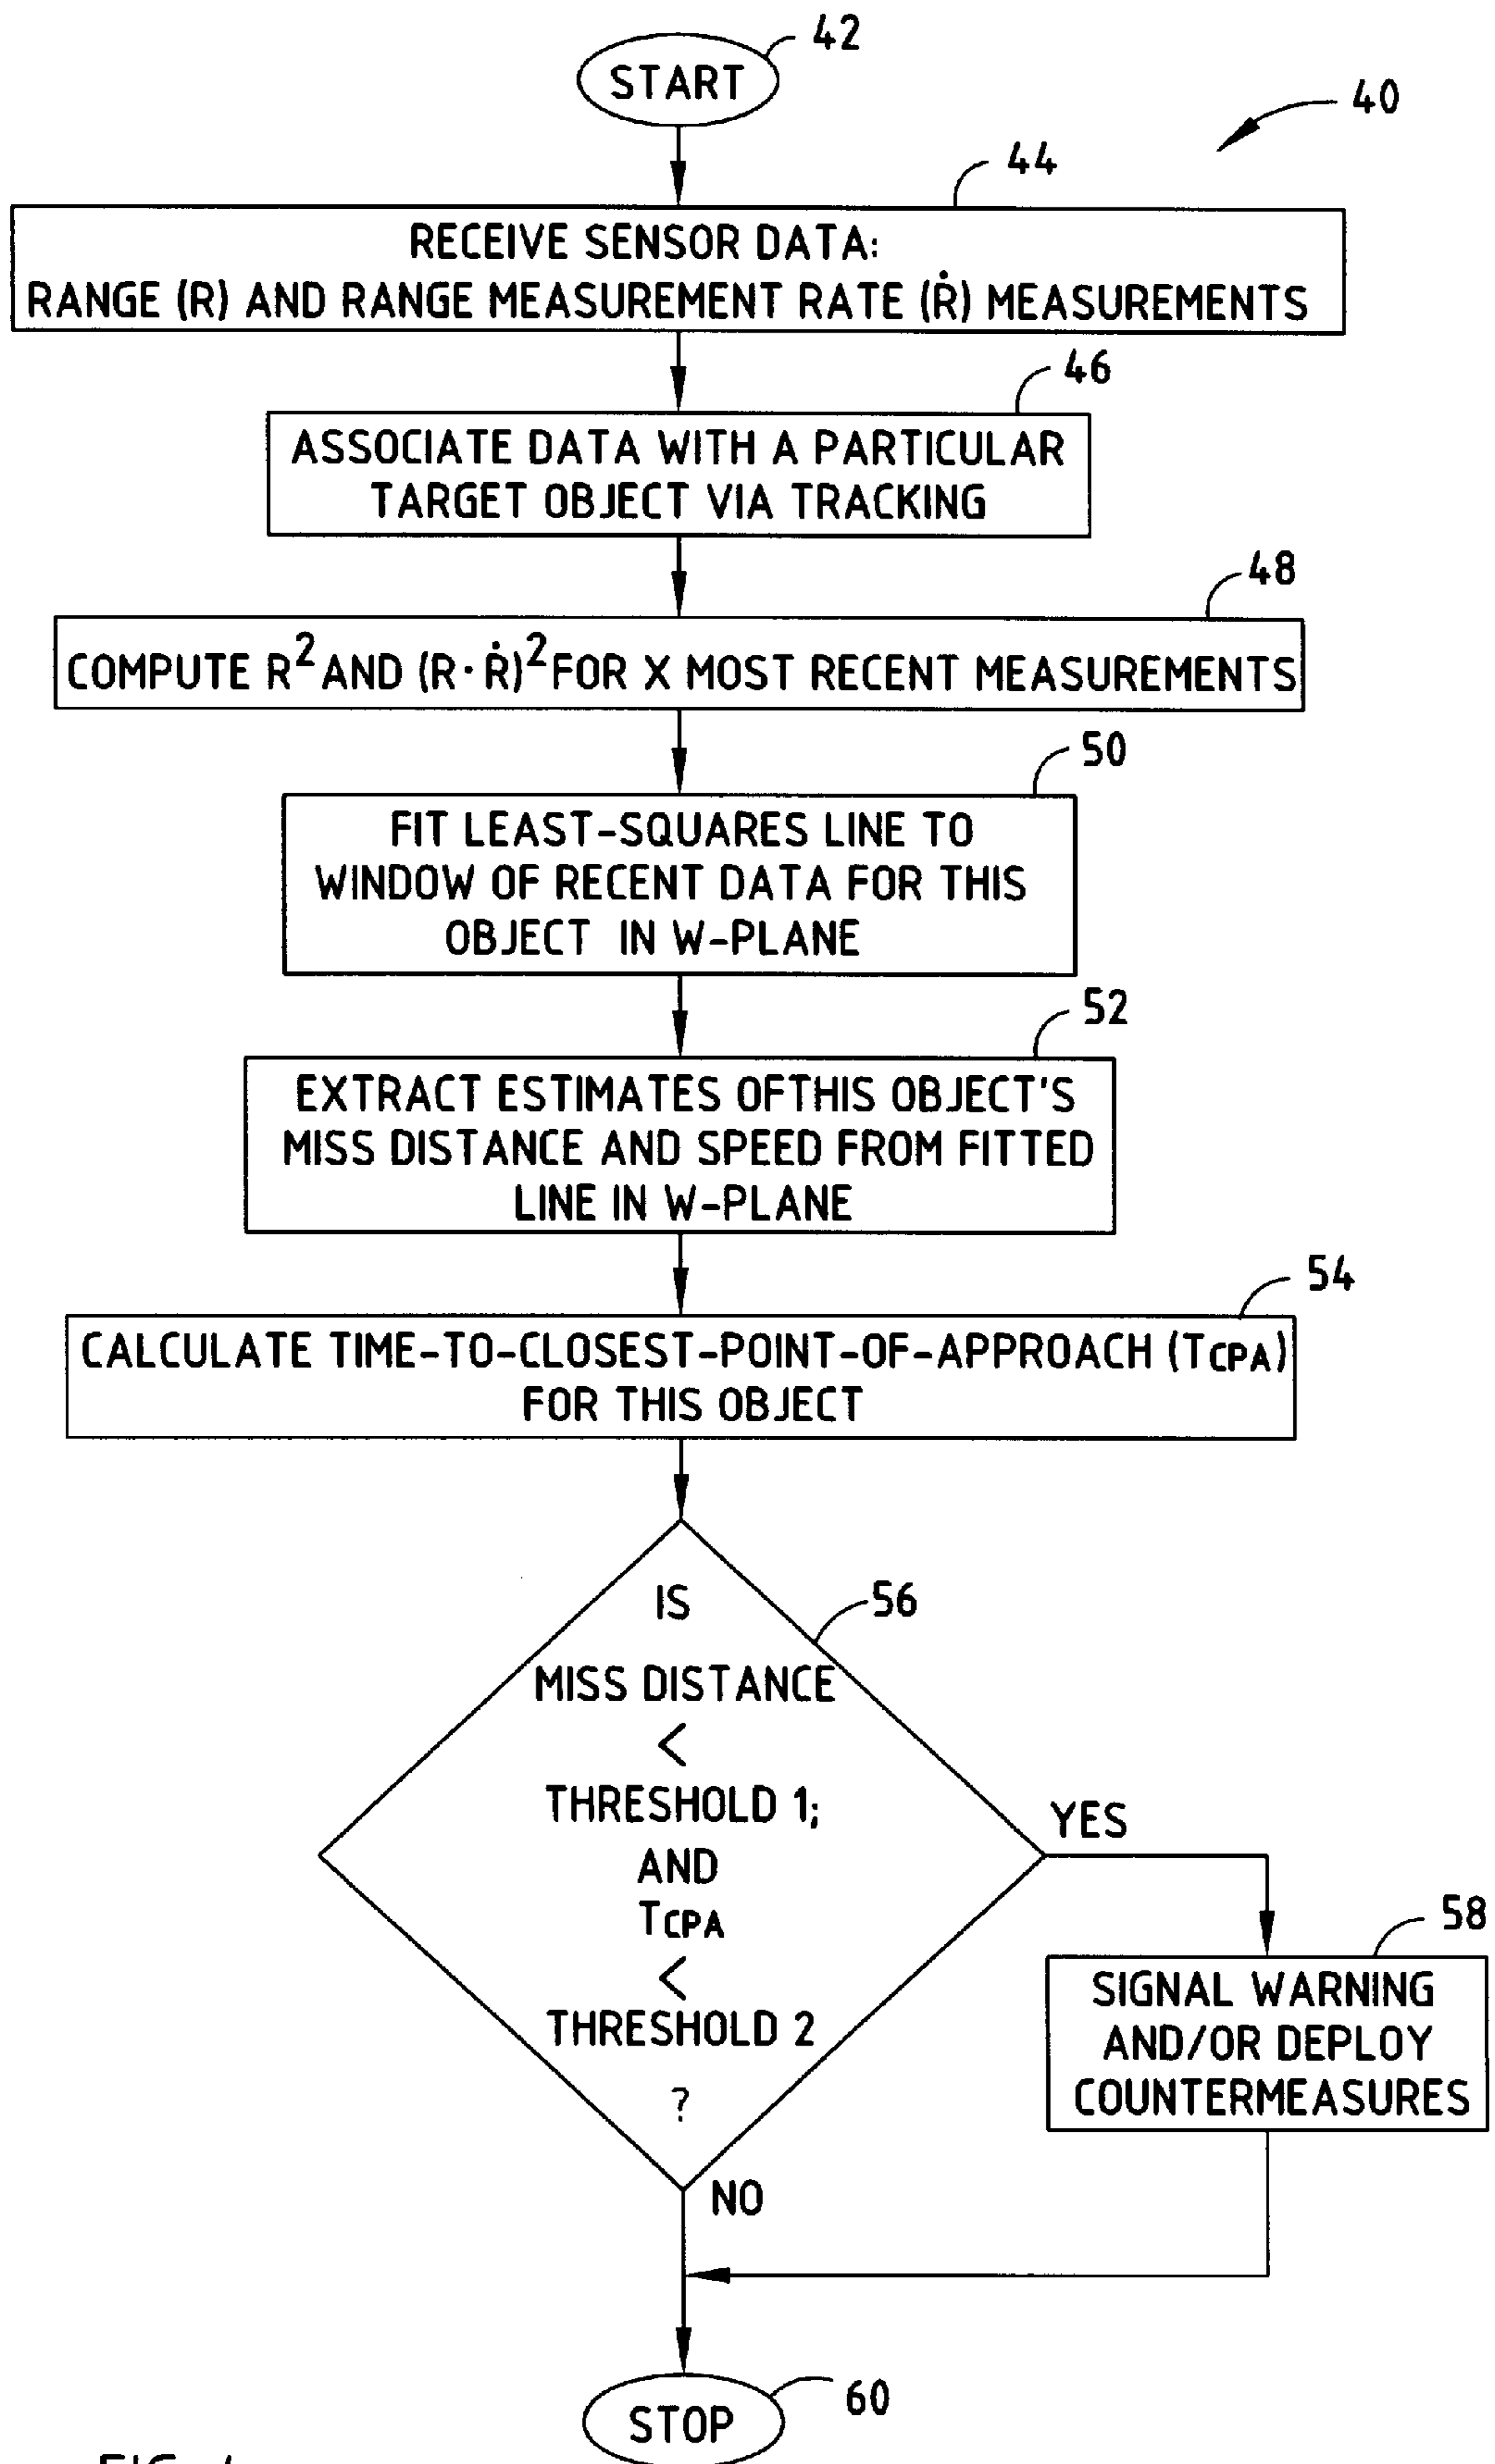 42
START
40
44
RECEIVE SENSOR DATA:
RANGE (R) AND RANGE MEASUREMENT RATE (Ṙ) MEASUREMENTS
46
ASSOCIATE DATA WITH A PARTICULAR
TARGET OBJECT VIA TRACKING
48
COMPUTE R² AND (R·Ṙ)² FOR X MOST RECENT MEASUREMENTS
50
FIT LEAST-SQUARES LINE TO
WINDOW OF RECENT DATA FOR THIS
OBJECT IN W-PLANE
52
EXTRACT ESTIMATES OFTHIS OBJECT'S
MISS DISTANCE AND SPEED FROM FITTED
LINE IN W-PLANE
54
CALCULATE TIME-TO-CLOSEST-POINT-OF-APPROACH (TCPA)
FOR THIS OBJECT
IS
56
MISS DISTANCE
<
THRESHOLD 1;
AND
TCPA
<
THRESHOLD 2
?
YES
58
SIGNAL WARNING
AND/OR DEPLOY
COUNTERMEASURES
NO
60
STOP